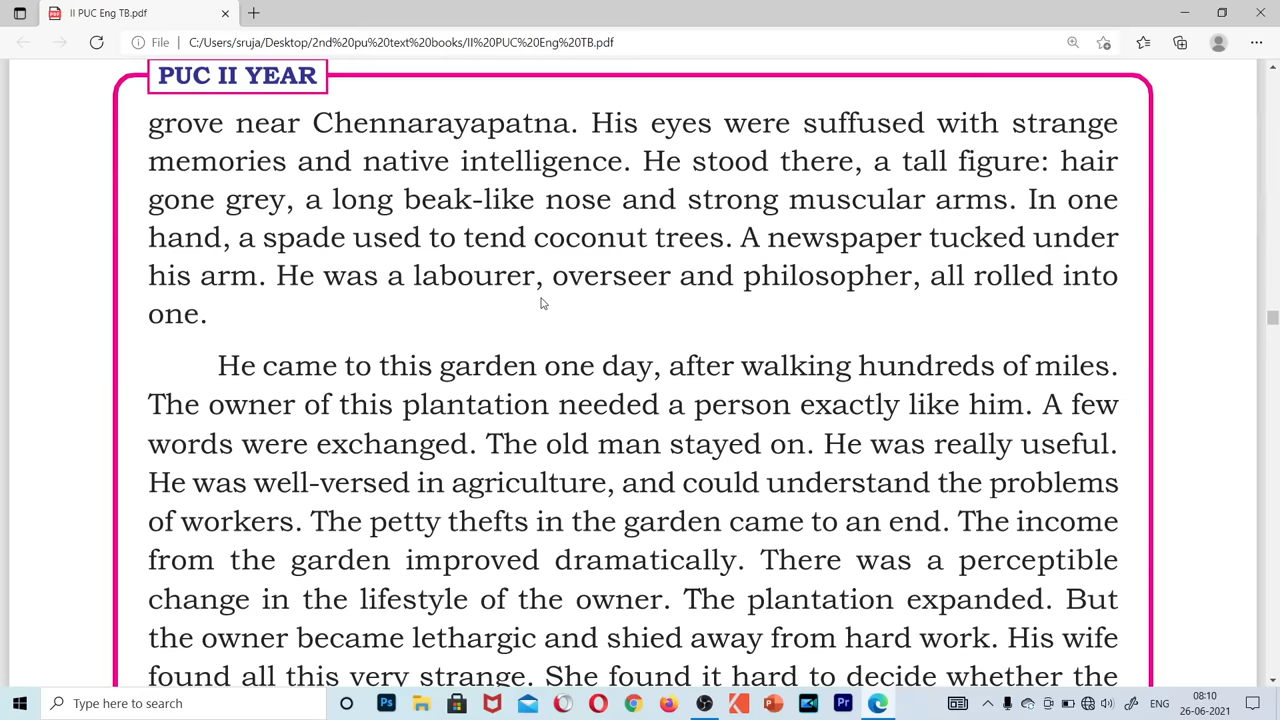 II PUC Eng TB.pdf
File
C:/Users/sruja/Desktop/2nd%20pu%20text%20books/II%20PUC%20Eng%20TB.pdf
PUC II YEAR
grove near Chennarayapatna. His eyes were suffused with strange
memories and native intelligence. He stood there, a tall figure: hair
gone grey, a long beak-like nose and strong muscular arms. In one
hand, a spade used to tend coconut trees. A newspaper tucked under
his arm. He was a labourer, overseer and philosopher, all rolled into
one.
He came to this garden one day, after walking hundreds of miles.
The owner of this plantation needed a person exactly like him. A few
words were exchanged. The old man stayed on. He was really useful.
He was well-versed in agriculture, and could understand the problems
of workers. The petty thefts in the garden came to an end. The income
from the garden improved dramatically. There was a perceptible
change in the lifestyle of the owner. The plantation expanded. But
the owner became lethargic and shied away from hard work. His wife
found all this very strange. She found it hard to decide whether the
Type here to search
Ps
Pr
ENG
08:10
26-06-2021